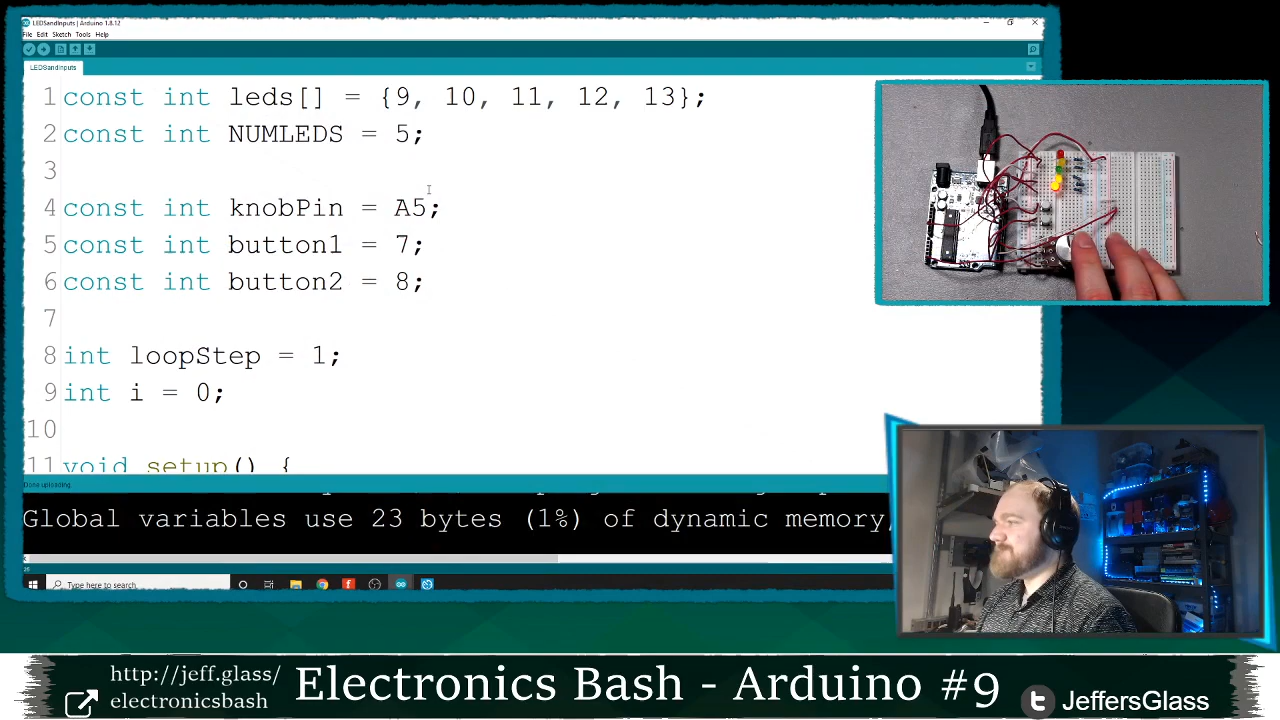 LEDSandInputs | Arduino 1.8.12
File Edit Sketch Tools Help
LEDSandInputs
1 const int leds[] = {9, 10, 11, 12, 13};
2 const int NUMLEDS = 5;
3
4 const int knobPin = A5;
5 const int button1 = 7;
6 const int button2 = 8;
7
8 int loopStep = 1;
9 int i = 0;
10
11 void setup() {
Done uploading.
Global variables use 23 bytes (1%) of dynamic memory,
Type here to search
http://jeff.glass/
electronicsbash
Electronics Bash - Arduino #9
JeffersGlass